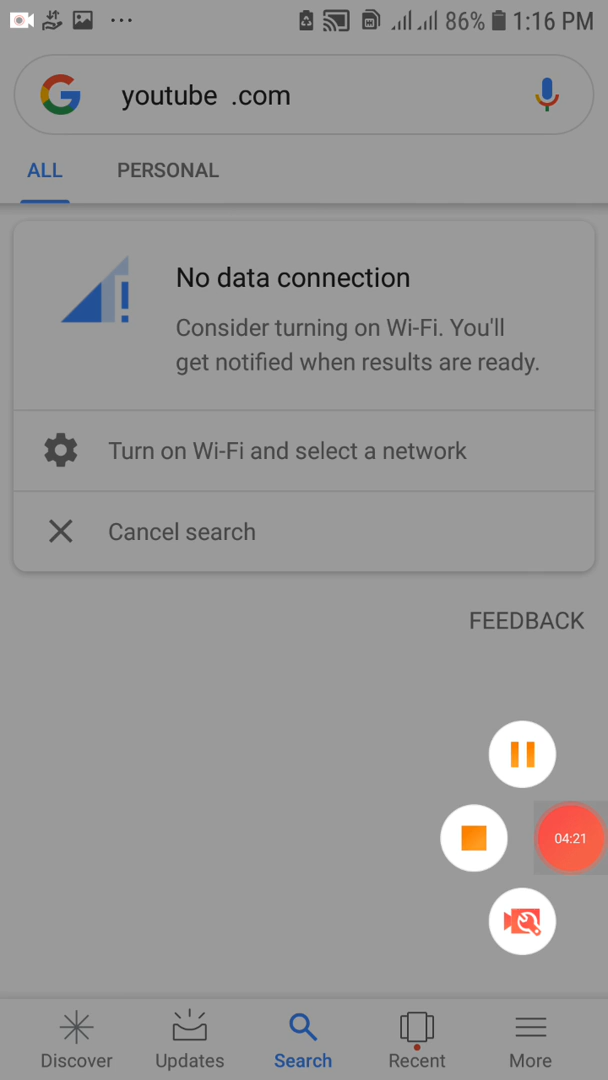 86% 1:16 PM
youtube .com
ALL PERSONAL
No data connection
Consider turning on Wi-Fi. You'll
get notified when results are ready.
Turn on Wi-Fi and select a network
Cancel search
FEEDBACK
04:21
Discover Updates Search Recent More